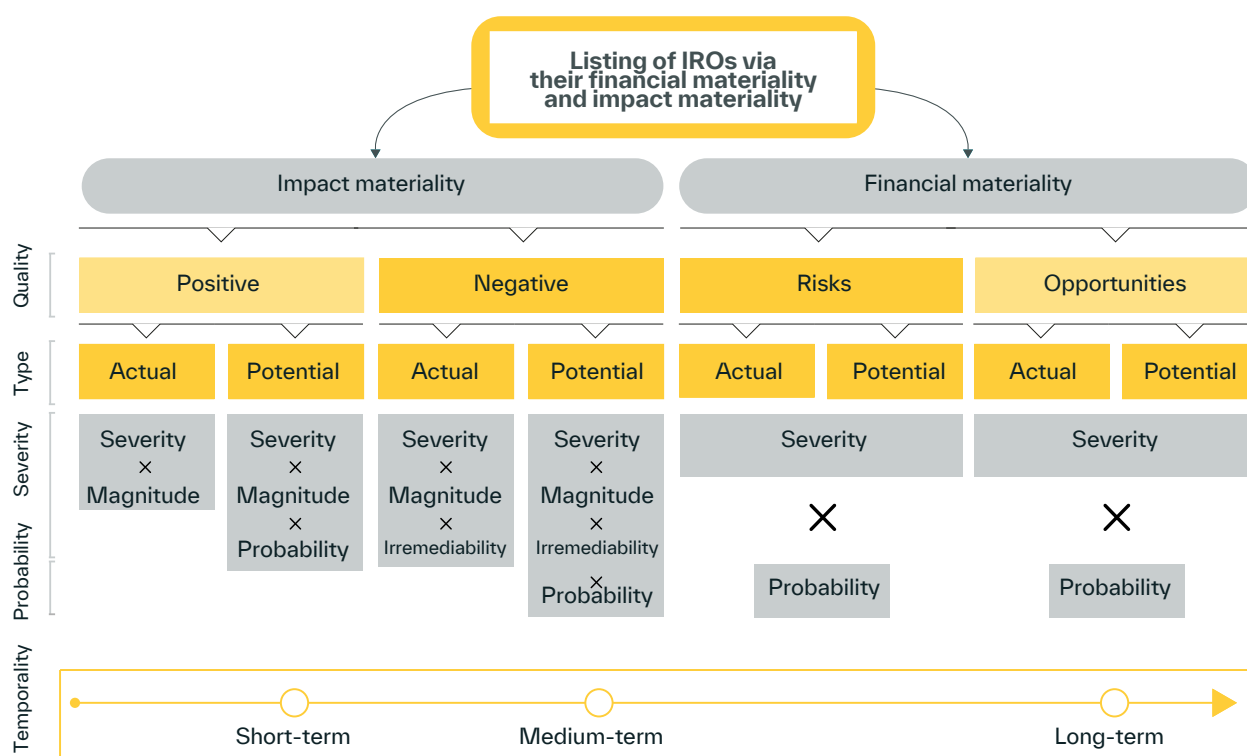 Listing of IROs via
their financial materiality
and impact materiality
Impact materiality
Financial materiality
Quality
Positive
Negative
Risks
Opportunities
Type
Actual
Potential
Actual
Potential
Actual
Potential
Actual
Potential
Severity
Severity
×
Magnitude
Severity
×
Magnitude
×
Probability
Severity
×
Magnitude
×
Irremediability
Severity
×
Magnitude
×
Irremediability
×
Probability
Severity
×
Probability
Severity
×
Probability
Probability
Temporality
Short-term
Medium-term
Long-term